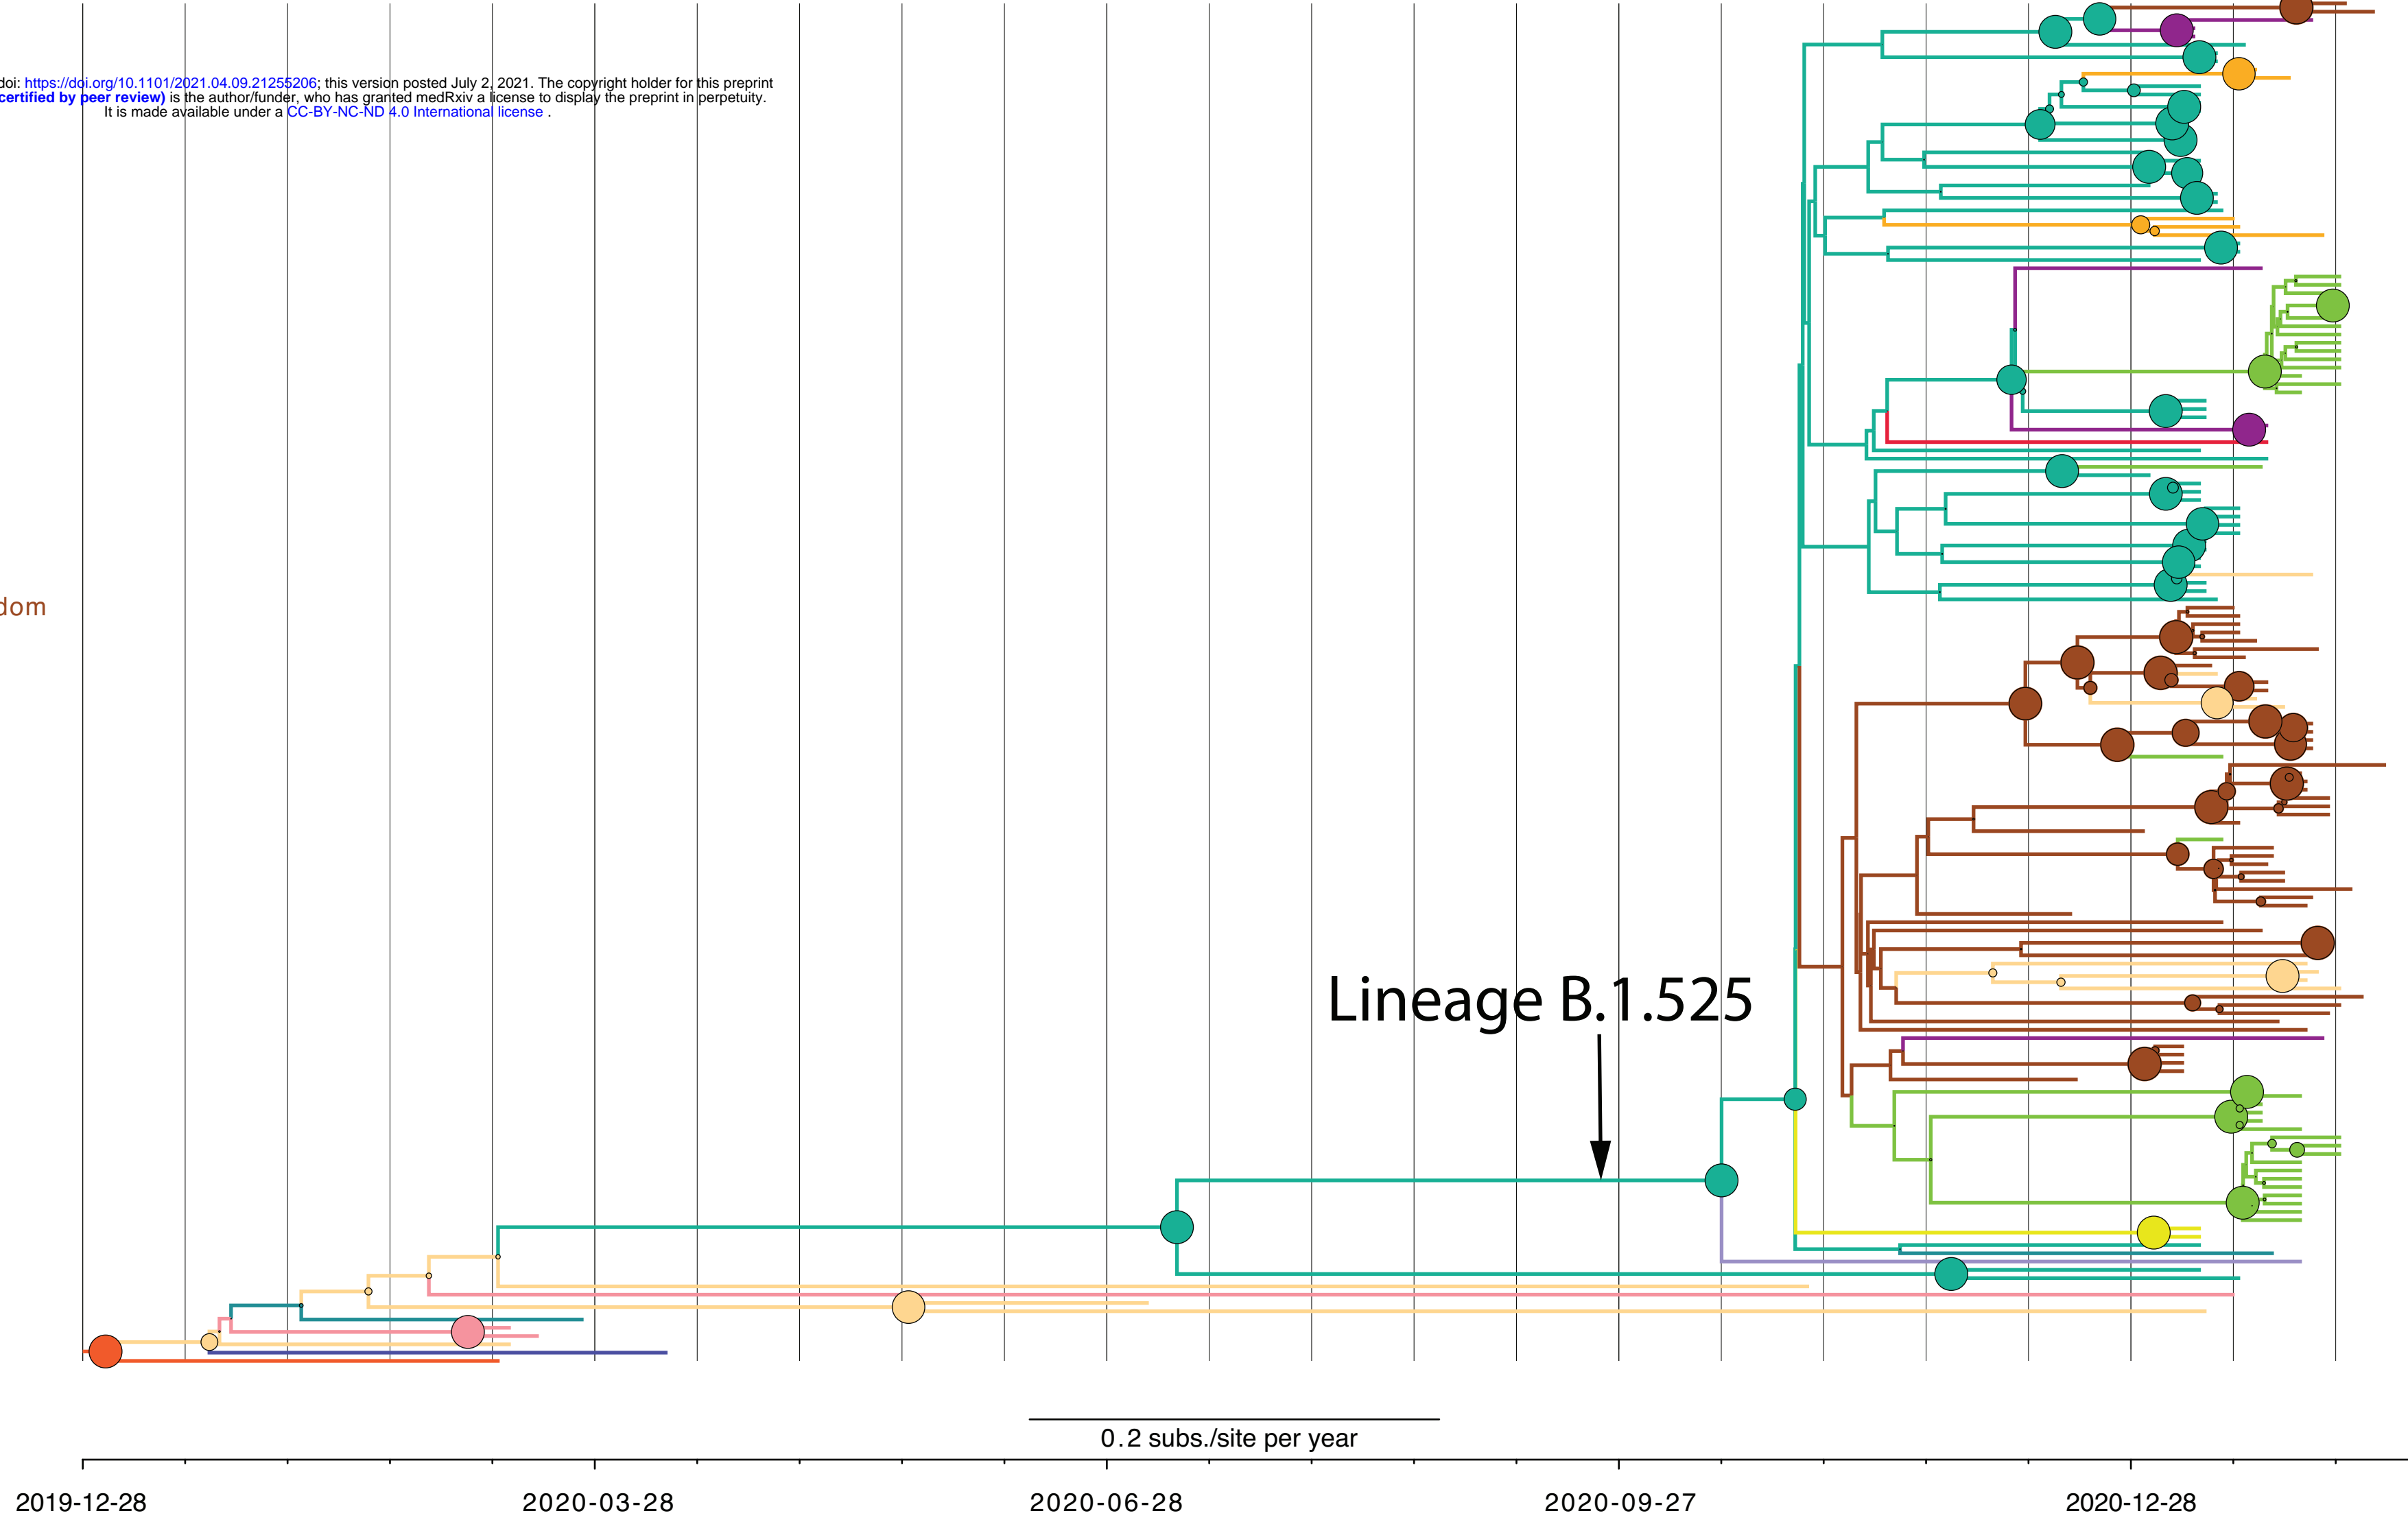 doi: https://doi.org/10.1101/2021.04.09.21255206; this version posted July 2, 2021. The copyright holder for this preprint
certified by peer review) is the author/funder, who has granted medRxiv a license to display the preprint in perpetuity.
It is made available under a CC-BY-NC-ND 4.0 International license .
dom
Lineage B.1.525
0.2 subs./site per year
2019-12-28 2020-03-28 2020-06-28 2020-09-27 2020-12-28